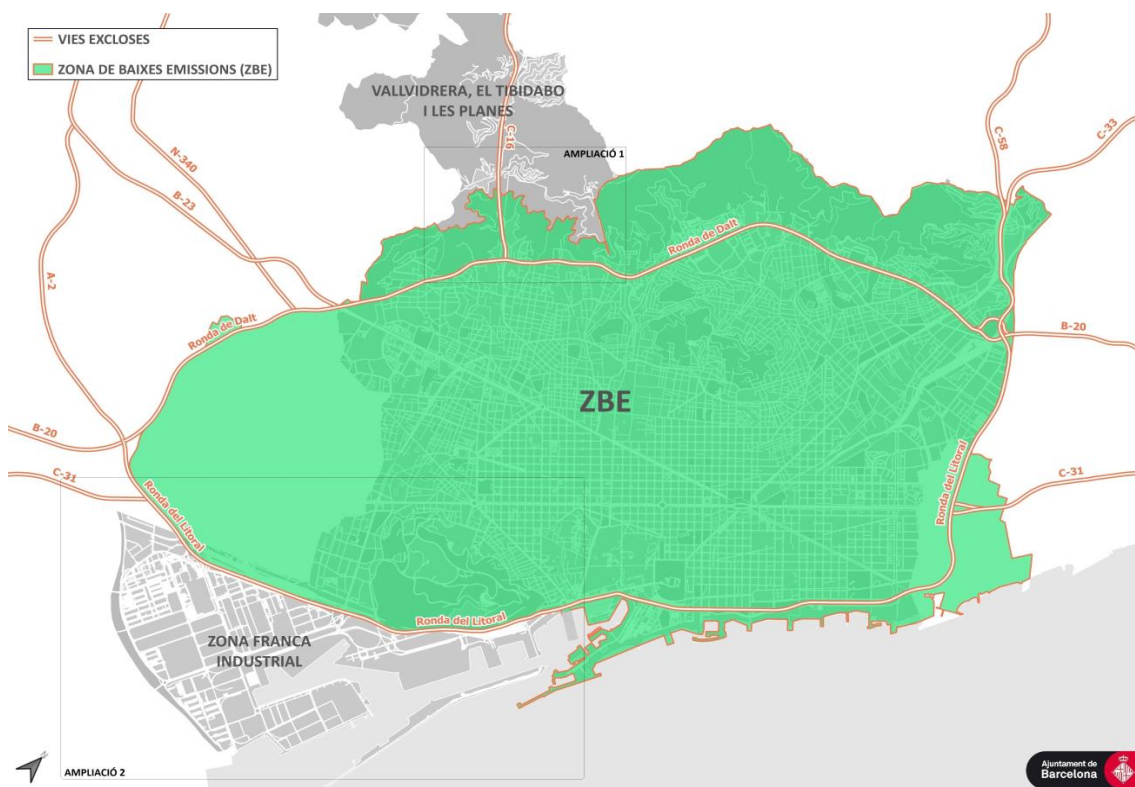 VIES EXCLOSES
ZONA DE BAIXES EMISSIONS (ZBE)
VALLVIDRERA, EL TIBIDABO
I LES PLANES
C-16
AMPLIACIÓ 1
C-58
C-33
N-340
B-23
A-2
Ronda de Dalt
Ronda de Dalt
B-20
ZBE
B-20
C-31
Ronda del Litoral
Ronda del Litoral
C-31
Ronda del Litoral
ZONA FRANCA
INDUSTRIAL
AMPLIACIÓ 2
Ajuntament de
Barcelona